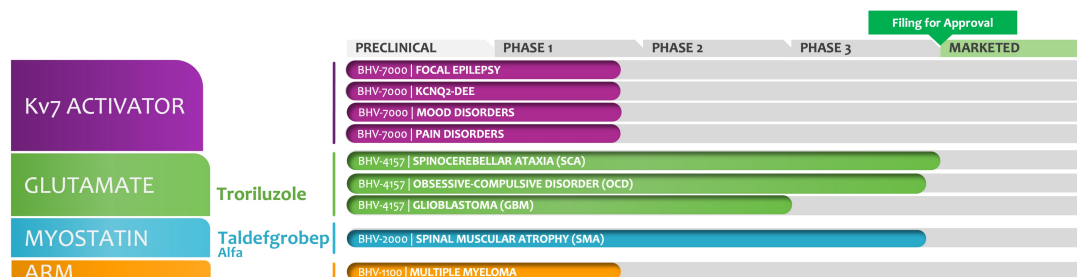 Filing for Approval
PRECLINICAL PHASE 1 PHASE 2 PHASE 3 MARKETED
Kv7 ACTIVATOR
BHV-7000 | FOCAL EPILEPSY
BHV-7000 | KCNQ2-DEE
BHV-7000 | MOOD DISORDERS
BHV-7000 | PAIN DISORDERS
GLUTAMATE
Troriluzole
BHV-4157 | SPINOCEREBELLAR ATAXIA (SCA)
BHV-4157 | OBSESSIVE-COMPULSIVE DISORDER (OCD)
BHV-4157 | GLIOBLASTOMA (GBM)
MYOSTATIN
Taldefgrobep
Alfa
BHV-2000 | SPINAL MUSCULAR ATROPHY (SMA)
ARM
BHV-1100 | MULTIPLE MYELOMA